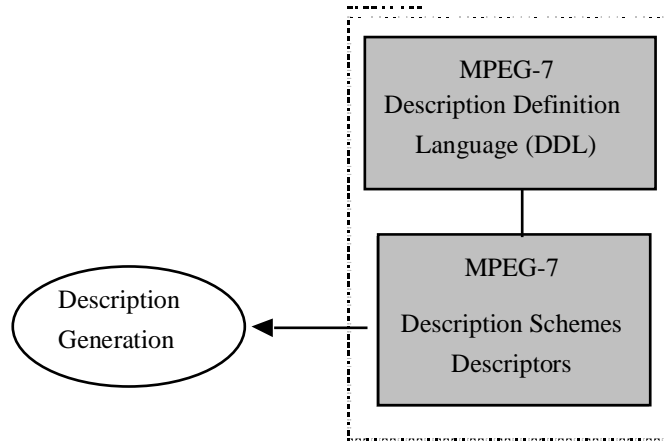 MPEG-7
Description Definition
Language (DDL)
MPEG-7
Description Schemes
Descriptors
Description
Generation